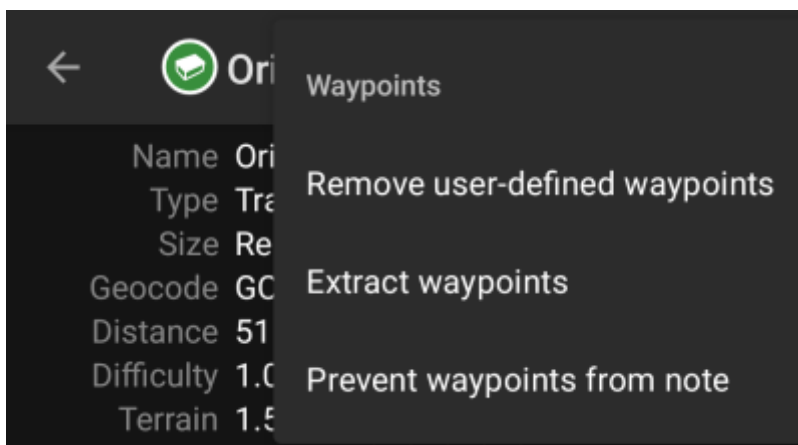 Ori
Name Ori
Type Tra
Size Re
Geocode GC
Distance 51
Difficulty 1.0
Terrain 1.5
Waypoints
Remove user-defined waypoints
Extract waypoints
Prevent waypoints from note